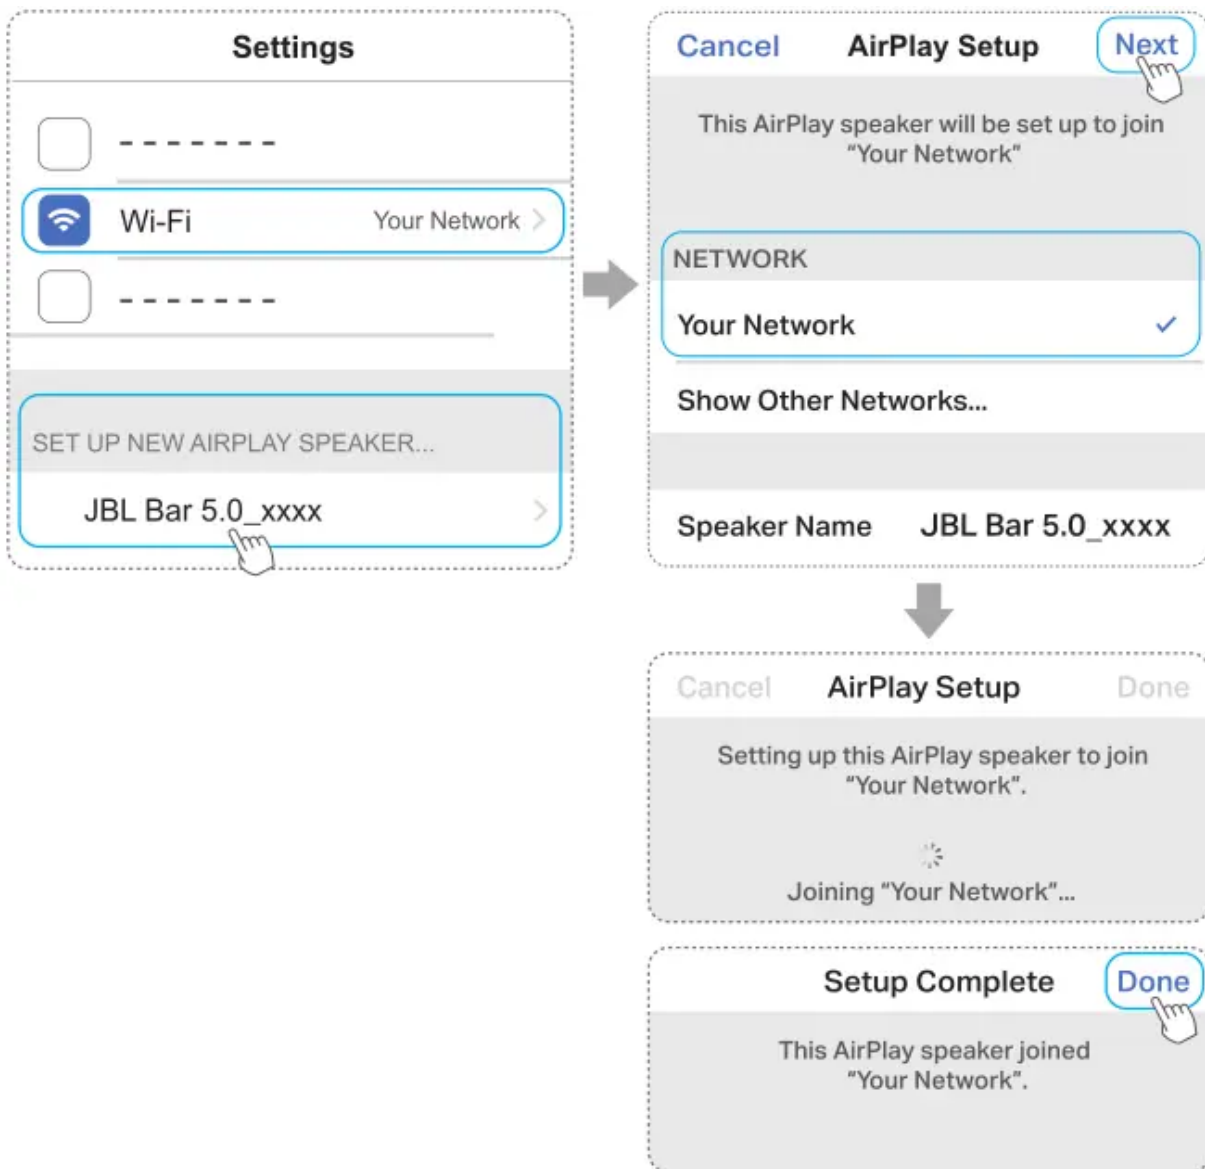 Settings
- - - - - - -
Wi-Fi Your Network >
- - - - - - -
SET UP NEW AIRPLAY SPEAKER...
JBL Bar 5.0_xxxx >
Cancel AirPlay Setup Next
This AirPlay speaker will be set up to join
“Your Network”
NETWORK
Your Network ✓
Show Other Networks...
Speaker Name JBL Bar 5.0_xxxx
Cancel AirPlay Setup Done
Setting up this AirPlay speaker to join
“Your Network”.
Joining “Your Network”...
Setup Complete Done
This AirPlay speaker joined
“Your Network”.